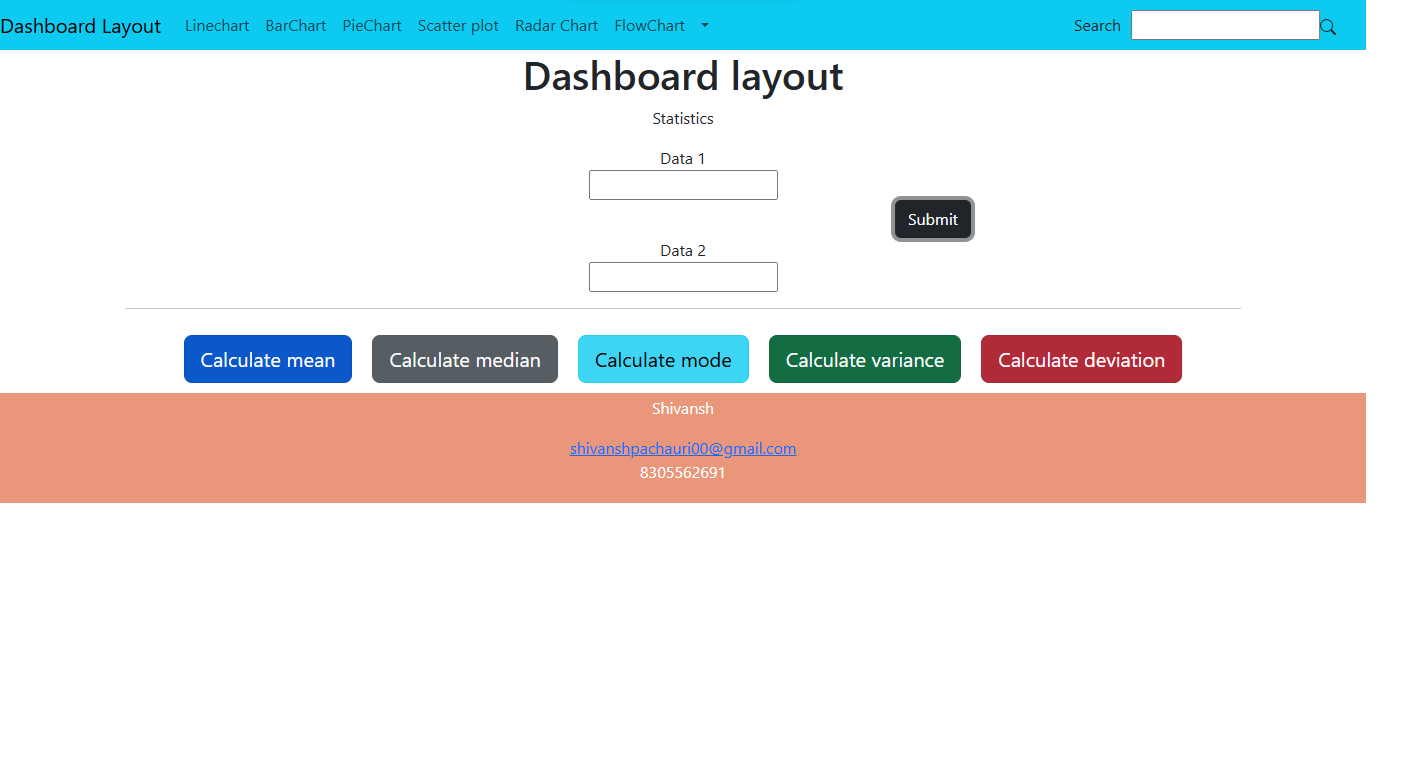 Dashboard Layout Linechart BarChart PieChart Scatter plot Radar Chart FlowChart Search
Dashboard layout
Statistics
Data 1
Submit
Data 2
Calculate mean Calculate median Calculate mode Calculate variance Calculate deviation
Shivansh
shivanshpachauri00@gmail.com
8305562691